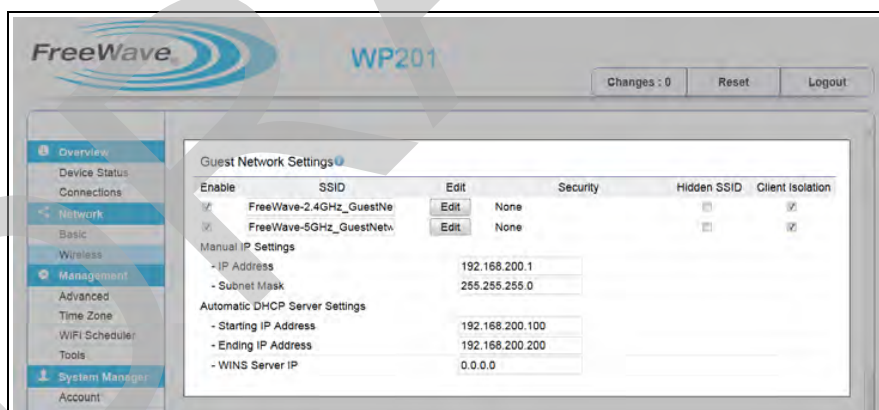 FreeWave
WP201
Changes : 0 Reset Logout
Overview
Device Status
Connections
Network
Basic
Wireless
Management
Advanced
Time Zone
WiFi Scheduler
Tools
System Manager
Account
Guest Network Settings
Enable SSID Edit Security Hidden SSID Client Isolation
FreeWave-2.4GHz_GuestNe Edit None
FreeWave-5GHz_GuestNetw Edit None
Manual IP Settings
- IP Address 192.168.200.1
- Subnet Mask 255.255.255.0
Automatic DHCP Server Settings
- Starting IP Address 192.168.200.100
- Ending IP Address 192.168.200.200
- WINS Server IP 0.0.0.0